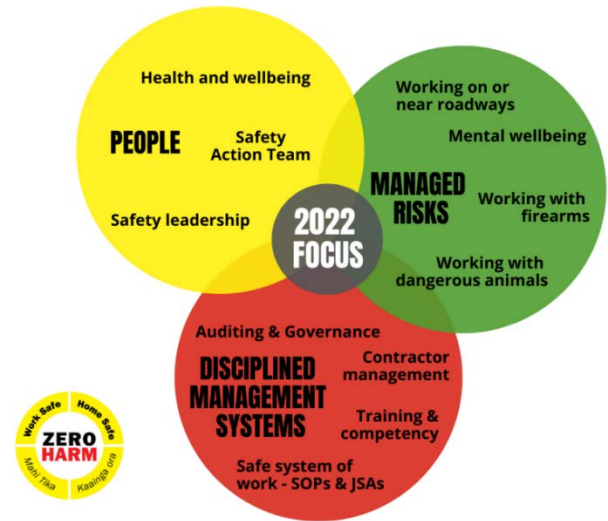 Health and wellbeing
PEOPLE
Safety
Action Team
Safety leadership
Working on or
near roadways
Mental wellbeing
MANAGED
RISKS
Working with
firearms
Working with
dangerous animals
2022
FOCUS
Auditing & Governance
DISCIPLINED
MANAGEMENT
SYSTEMS
Contractor
management
Training &
competency
Safe system of
work - SOPs & JSAs
Work Safe
Home Safe
ZERO
HARM
Mahi Tika
Kaainga ora